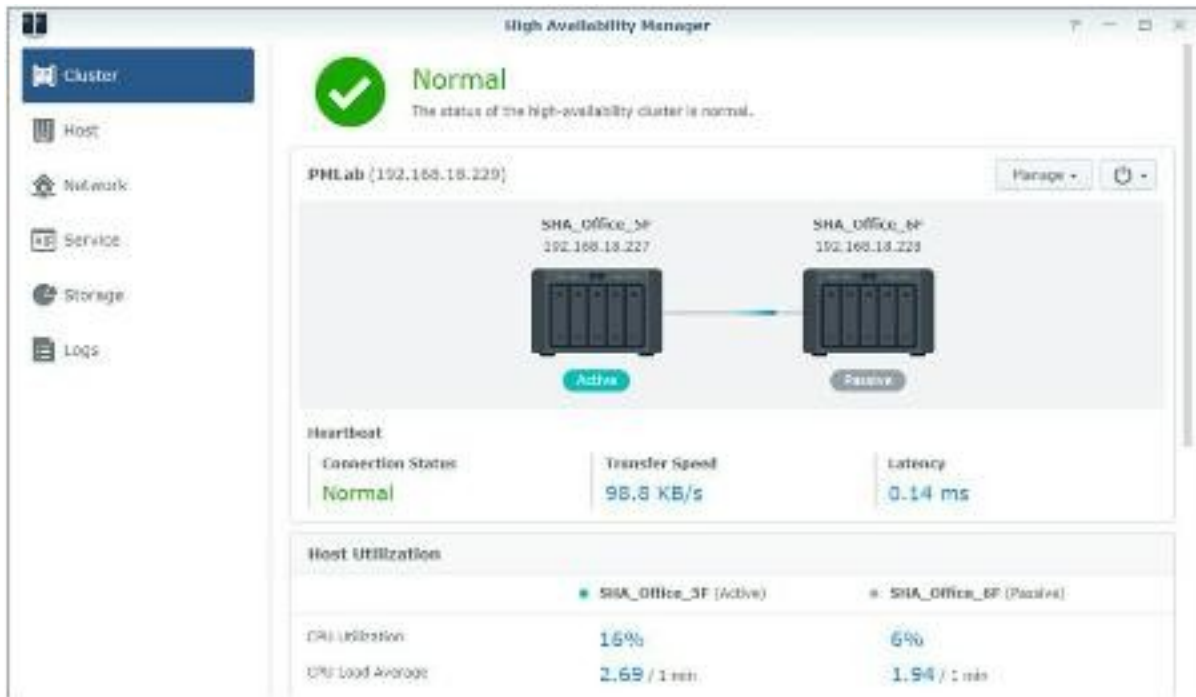 High Availability Manager
Cluster
Host
Network
Service
Storage
Logs
Normal
The status of the high-availability cluster is normal.
PMLab (192.168.18.229)
Manage
SHA_Office_5F
192.168.18.227
SHA_Office_6F
192.168.18.228
Active
Passive
Heartbeat
Connection Status
Transfer Speed
Latency
Normal
98.8 KB/s
0.14 ms
Host Utilization
SHA_Office_5F (Active)
SHA_Office_6F (Passive)
CPU Utilization
16%
6%
CPU Load Average
2.69 / 1 min
1.94 / 1 min